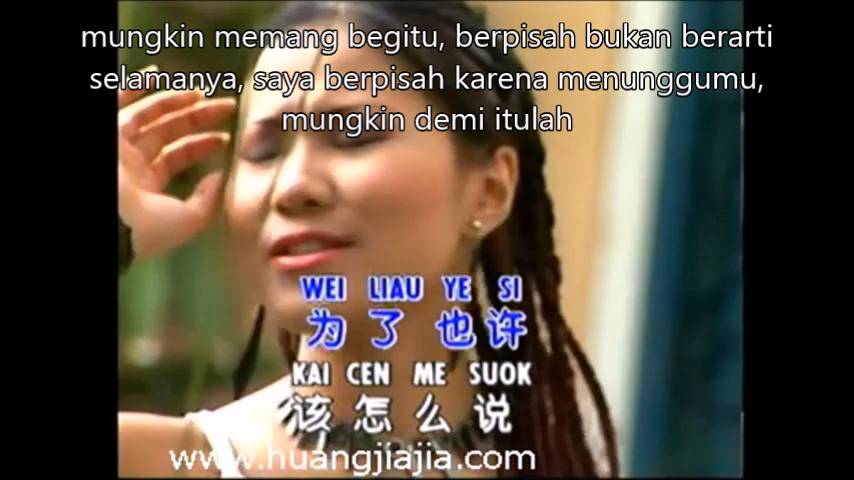 mungkin memang begitu, berpisah bukan berarti
selamanya, saya berpisah karena menunggumu,
mungkin demi itulah
WEI LIAU YE SI
为了也许
KAI CEN ME SUOK
该怎么说
www.huangjiajia.com